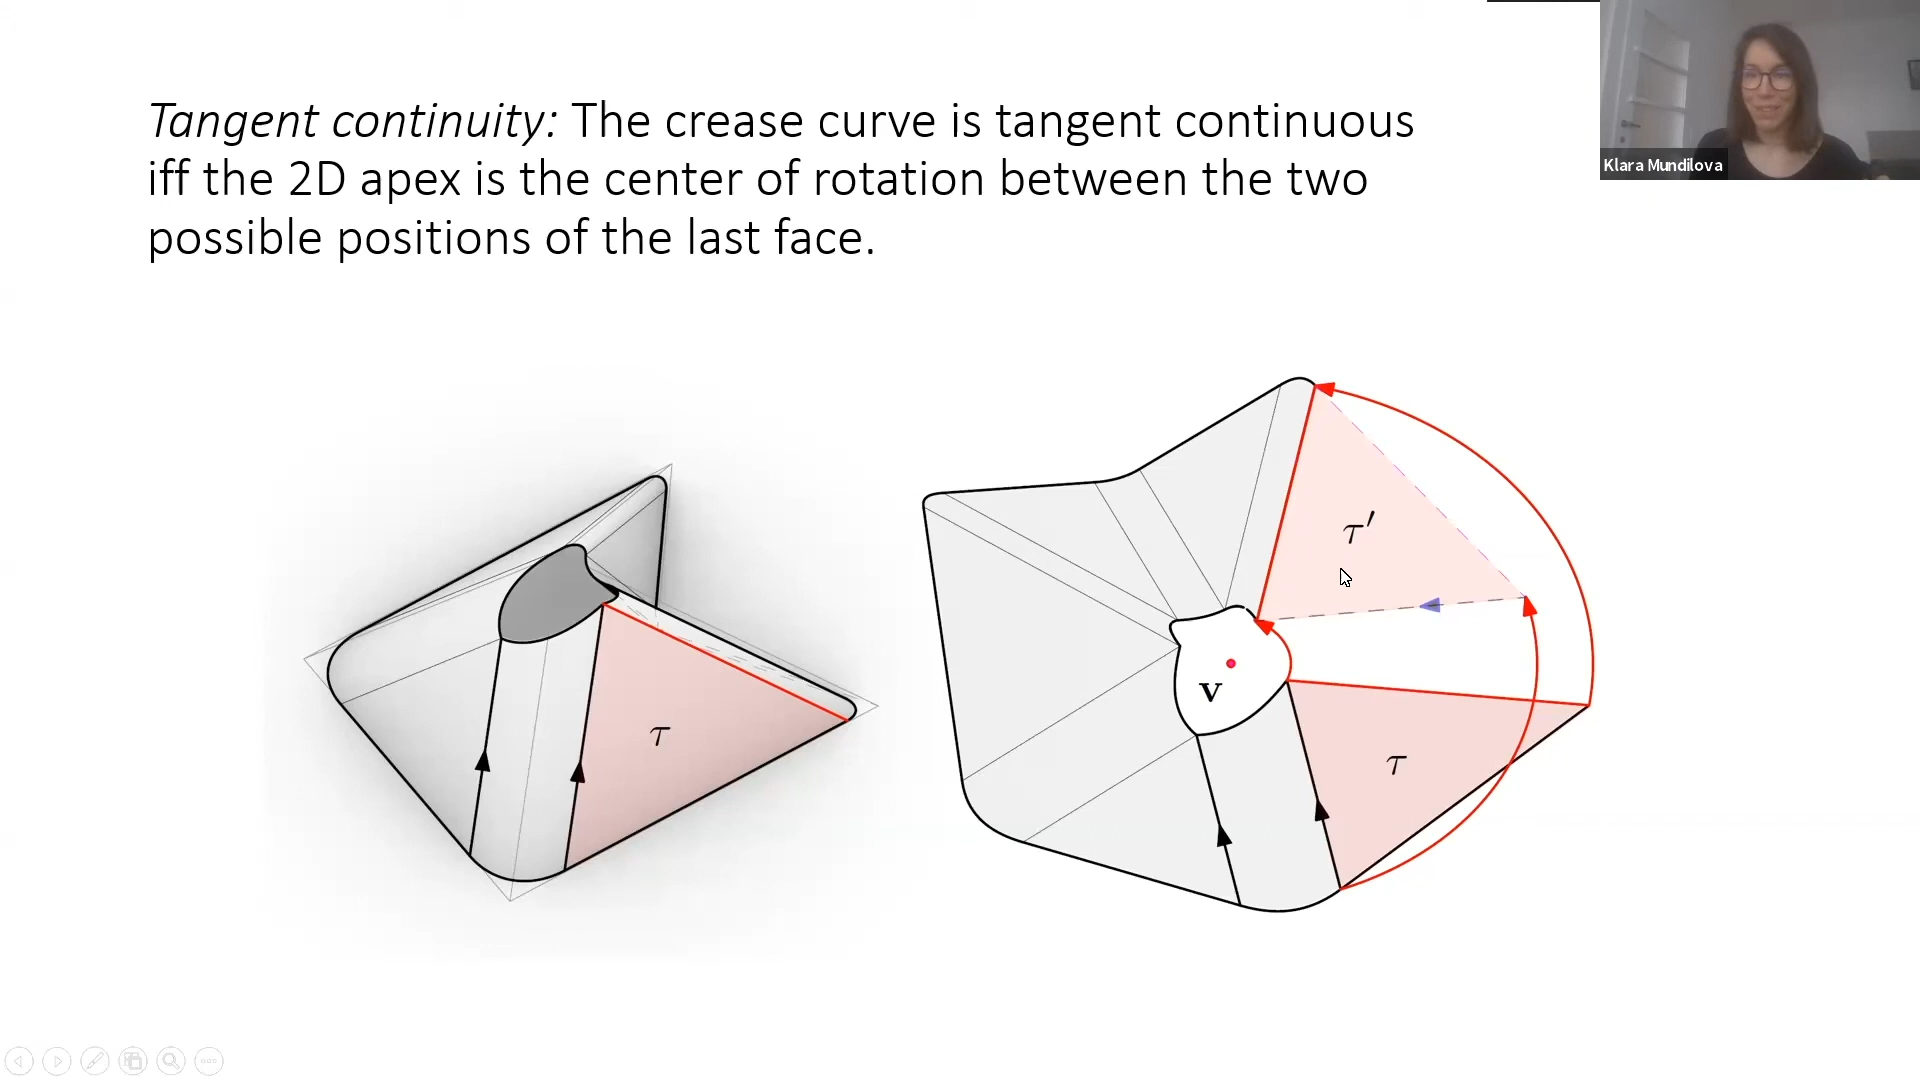 Tangent continuity: The crease curve is tangent continuous
iff the 2D apex is the center of rotation between the two
possible positions of the last face.
Klara Mundilova
τ′
v
τ
τ